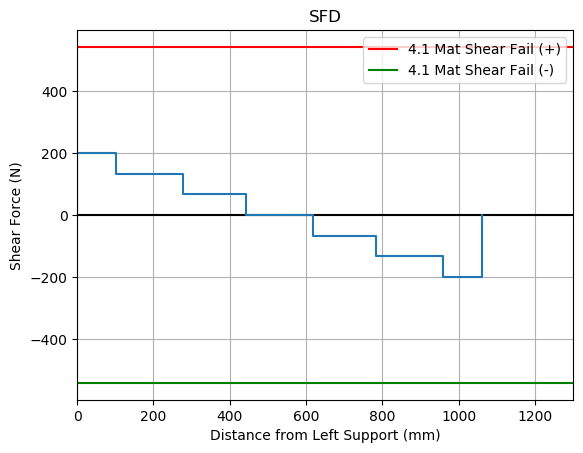 SFD
4.1 Mat Shear Fail (+)
4.1 Mat Shear Fail (-)
400
200
0
−200
−400
Shear Force (N)
0 200 400 600 800 1000 1200
Distance from Left Support (mm)